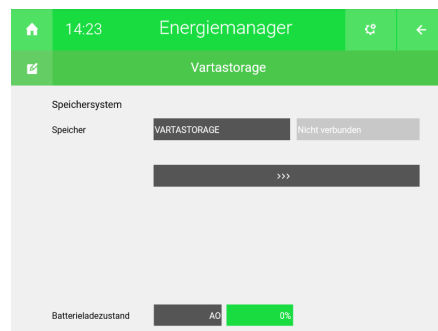 14:23 Energiemanager
Vartastorage
Speichersystem
Speicher VARTASTORAGE Nicht verbunden
>>>
Batterieladezustand AO 0%